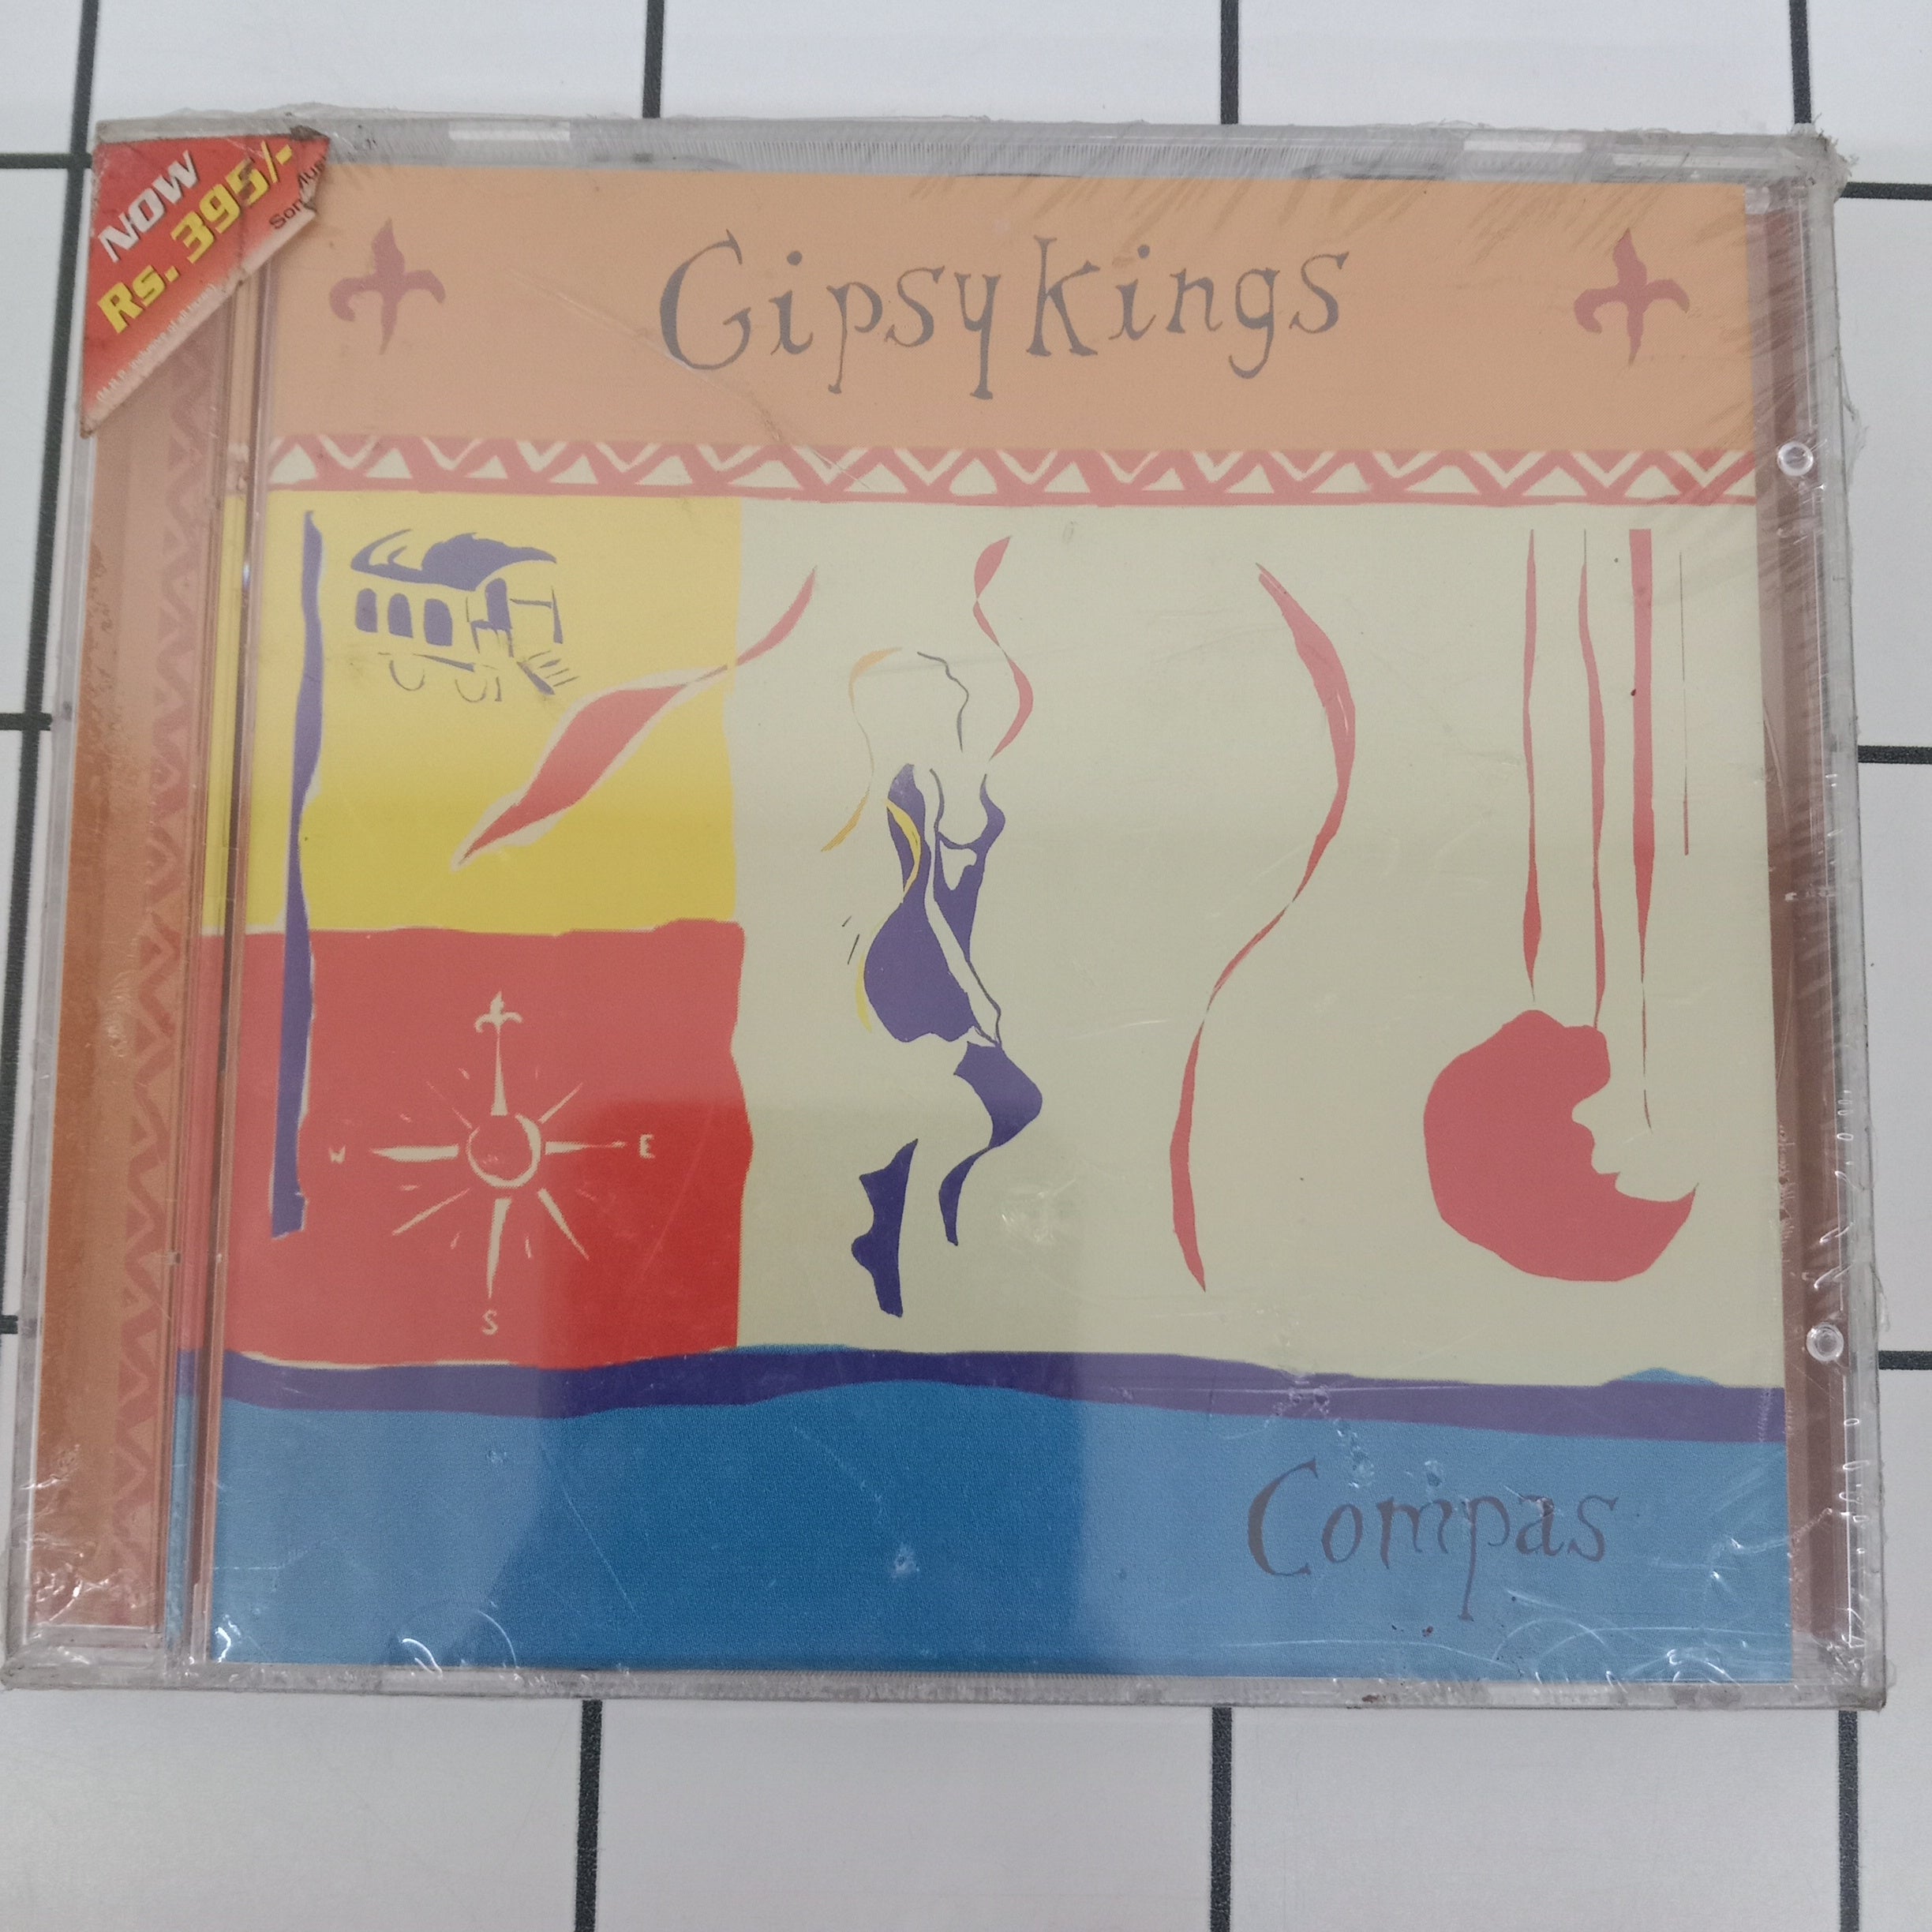 NOW
Rs. 395/-
Gipsy Kings
W
E
S
Compas